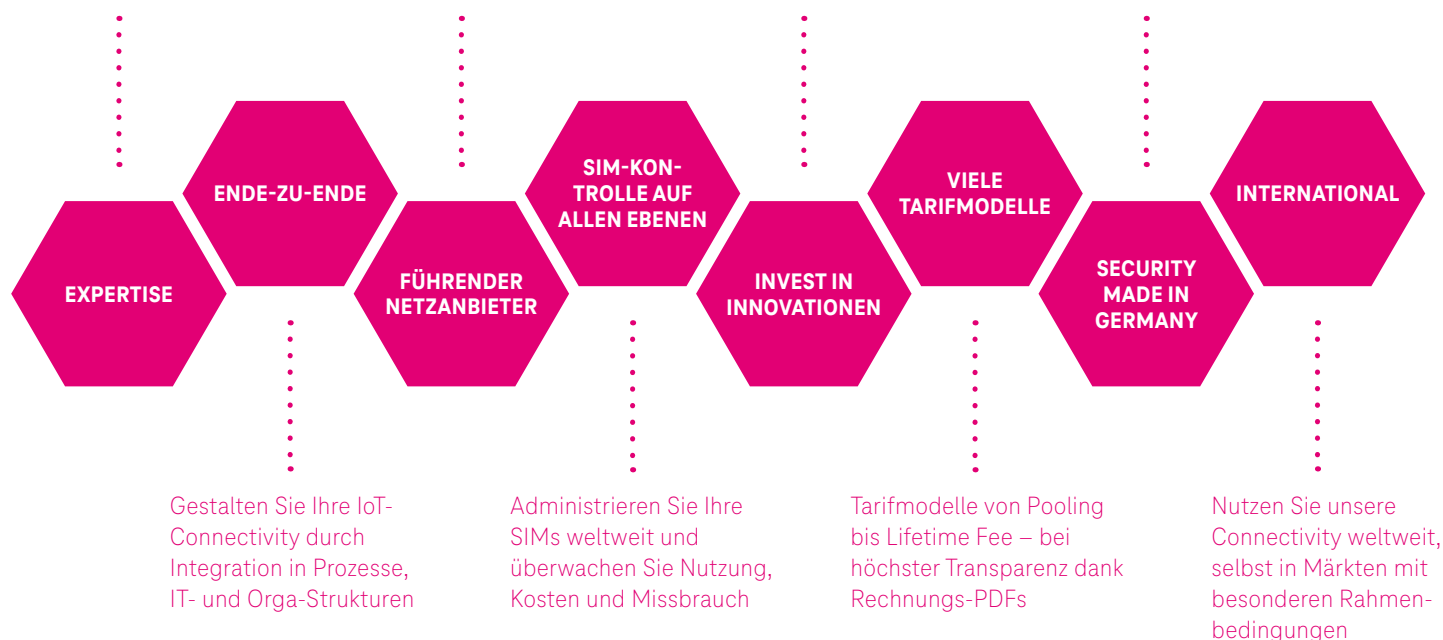 EXPERTISE
ENDE-ZU-ENDE
FÜHRENDER
NETZANBIETER
SIM-KON-
TROLLE AUF
ALLEN EBENEN
INVEST IN
INNOVATIONEN
VIELE
TARIFMODELLE
SECURITY
MADE IN
GERMANY
INTERNATIONAL
Gestalten Sie Ihre IoT-
Connectivity durch
Integration in Prozesse,
IT- und Orga-Strukturen
Administrieren Sie Ihre
SIMs weltweit und
überwachen Sie Nutzung,
Kosten und Missbrauch
Tarifmodelle von Pooling
bis Lifetime Fee – bei
höchster Transparenz dank
Rechnungs-PDFs
Nutzen Sie unsere
Connectivity weltweit,
selbst in Märkten mit
besonderen Rahmen-
bedingungen